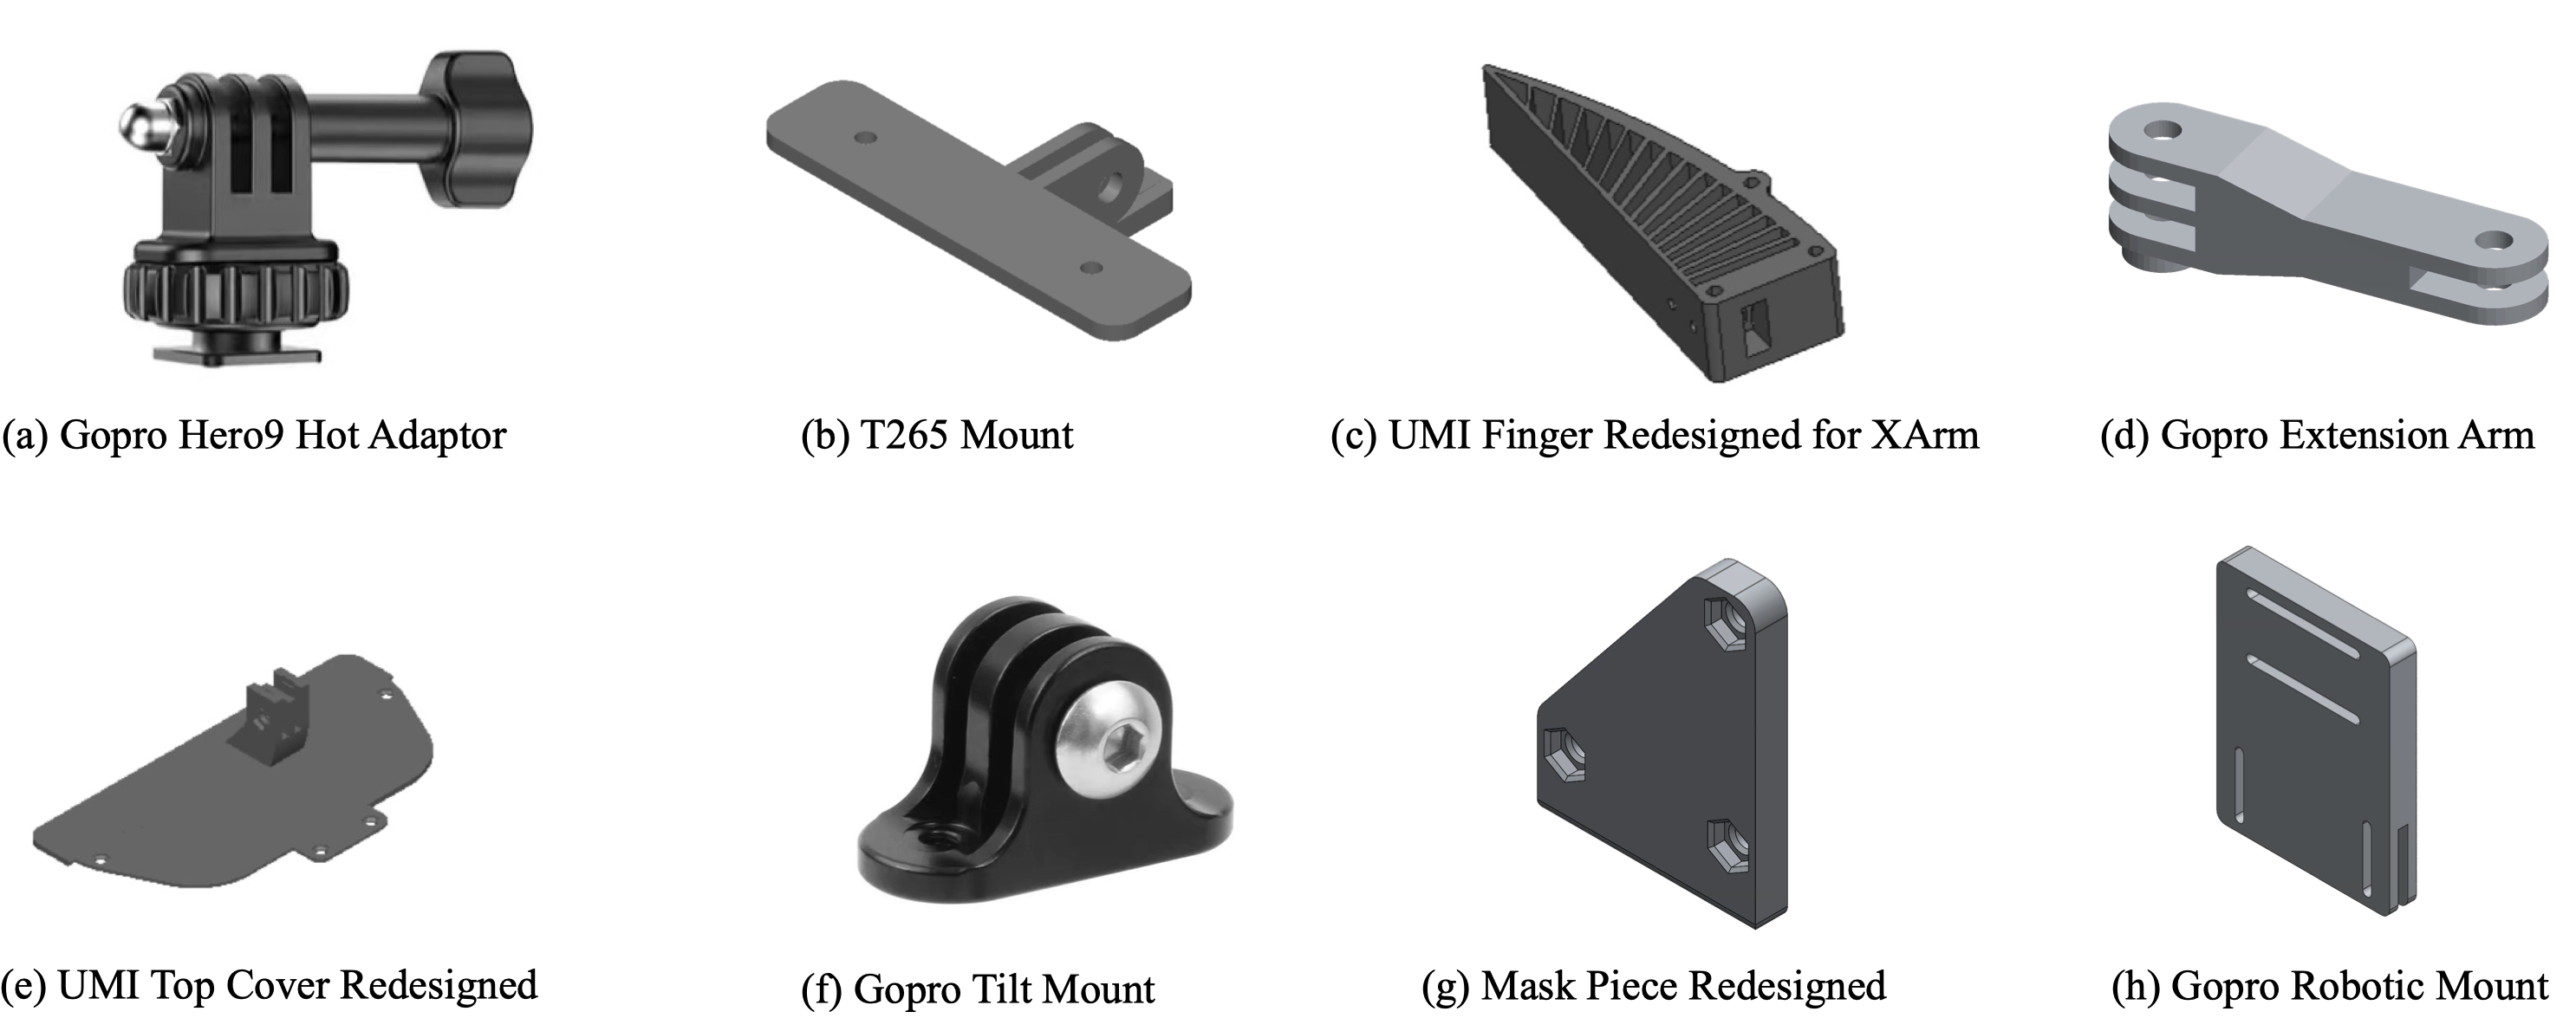 (a) Gopro Hero9 Hot Adaptor
(b) T265 Mount
(c) UMI Finger Redesigned for XArm
(d) Gopro Extension Arm
(e) UMI Top Cover Redesigned
(f) Gopro Tilt Mount
(g) Mask Piece Redesigned
(h) Gopro Robotic Mount